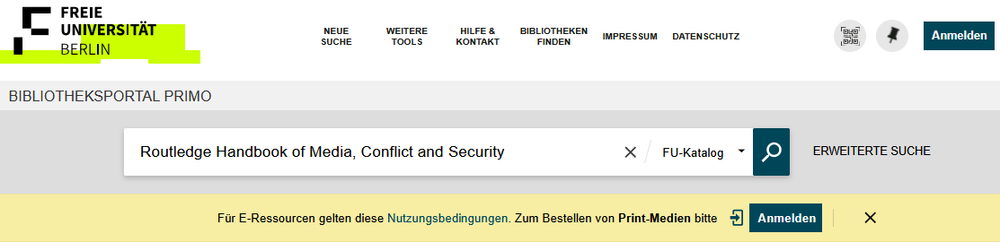 FREIE
UNIVERSITÄT
BERLIN
NEUE
SUCHE
WEITERE
TOOLS
HILFE &
KONTAKT
BIBLIOTHEKEN
FINDEN
IMPRESSUM
DATENSCHUTZ
Anmelden
BIBLIOTHEKSPORTAL PRIMO
Routledge Handbook of Media, Conflict and Security
FU-Katalog
ERWEITERTE SUCHE
Für E-Ressourcen gelten diese Nutzungsbedingungen. Zum Bestellen von Print-Medien bitte Anmelden